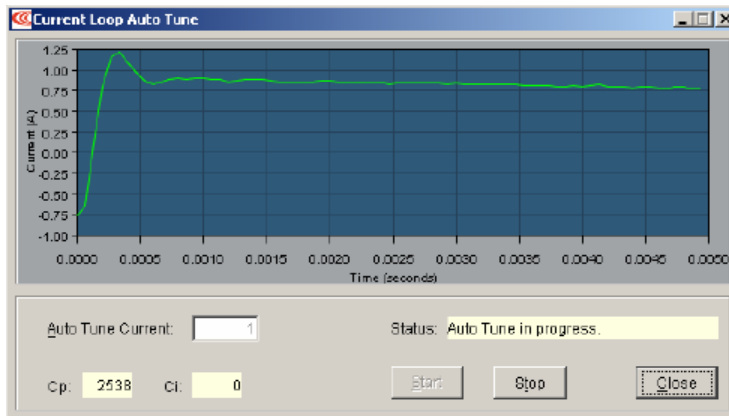 Current Loop Auto Tune
1.25
1.00
0.75
0.50
0.25
0.00
-0.25
-0.50
-0.75
-1.00
Current (A)
0.0000 0.0005 0.0010 0.0015 0.0020 0.0025 0.0030 0.0035 0.0040 0.0045 0.0050
Time (seconds)
Auto Tune Current: 1 Status: Auto Tune in progress.
Cp: 2538 Ci: 0 Start Stop Close